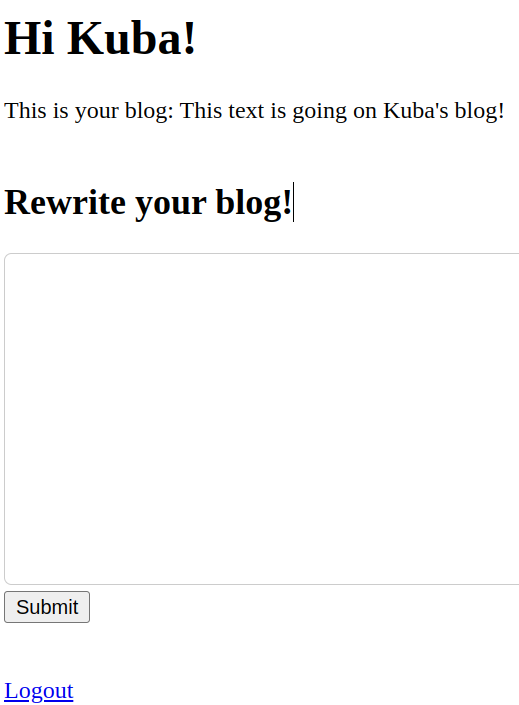 Hi Kuba!
This is your blog: This text is going on Kuba's blog!
Rewrite your blog!
Submit
Logout